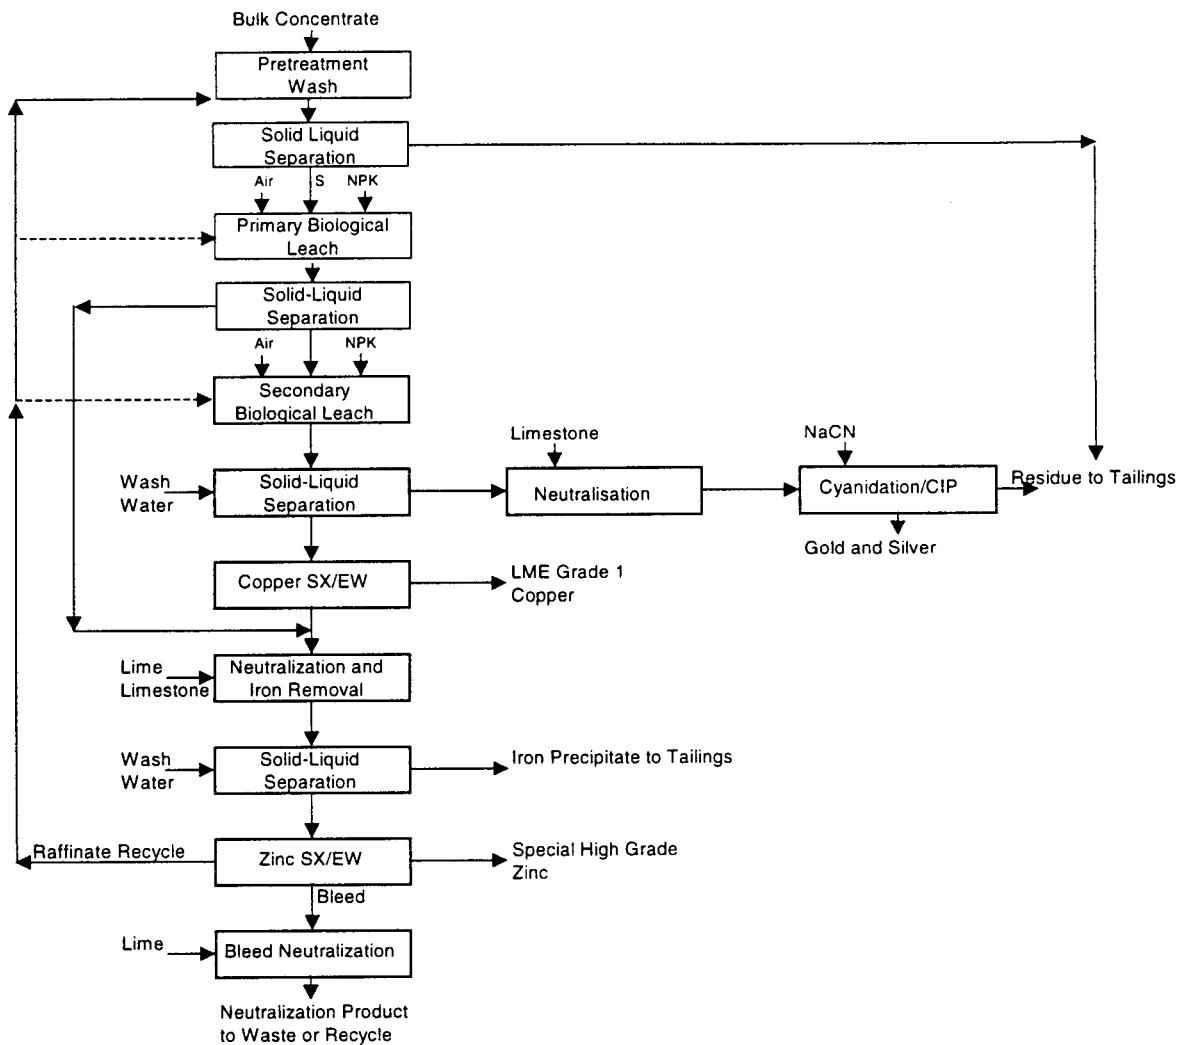 Bulk Concentrate
Pretreatment
Wash
Solid Liquid
Separation
Air
S
NPK
Primary Biological
Leach
Solid-Liquid
Separation
Air
NPK
Secondary
Biological Leach
Limestone
NaCN
Wash
Water
Solid-Liquid
Separation
Neutralisation
Cyanidation/CIP
Residue to Tailings
Gold and Silver
Copper SX/EW
LME Grade 1
Copper
Lime
Limestone
Neutralization and
Iron Removal
Wash
Water
Solid-Liquid
Separation
Iron Precipitate to Tailings
Raffinate Recycle
Zinc SX/EW
Special High Grade
Zinc
Bleed
Lime
Bleed Neutralization
Neutralization Product
to Waste or Recycle